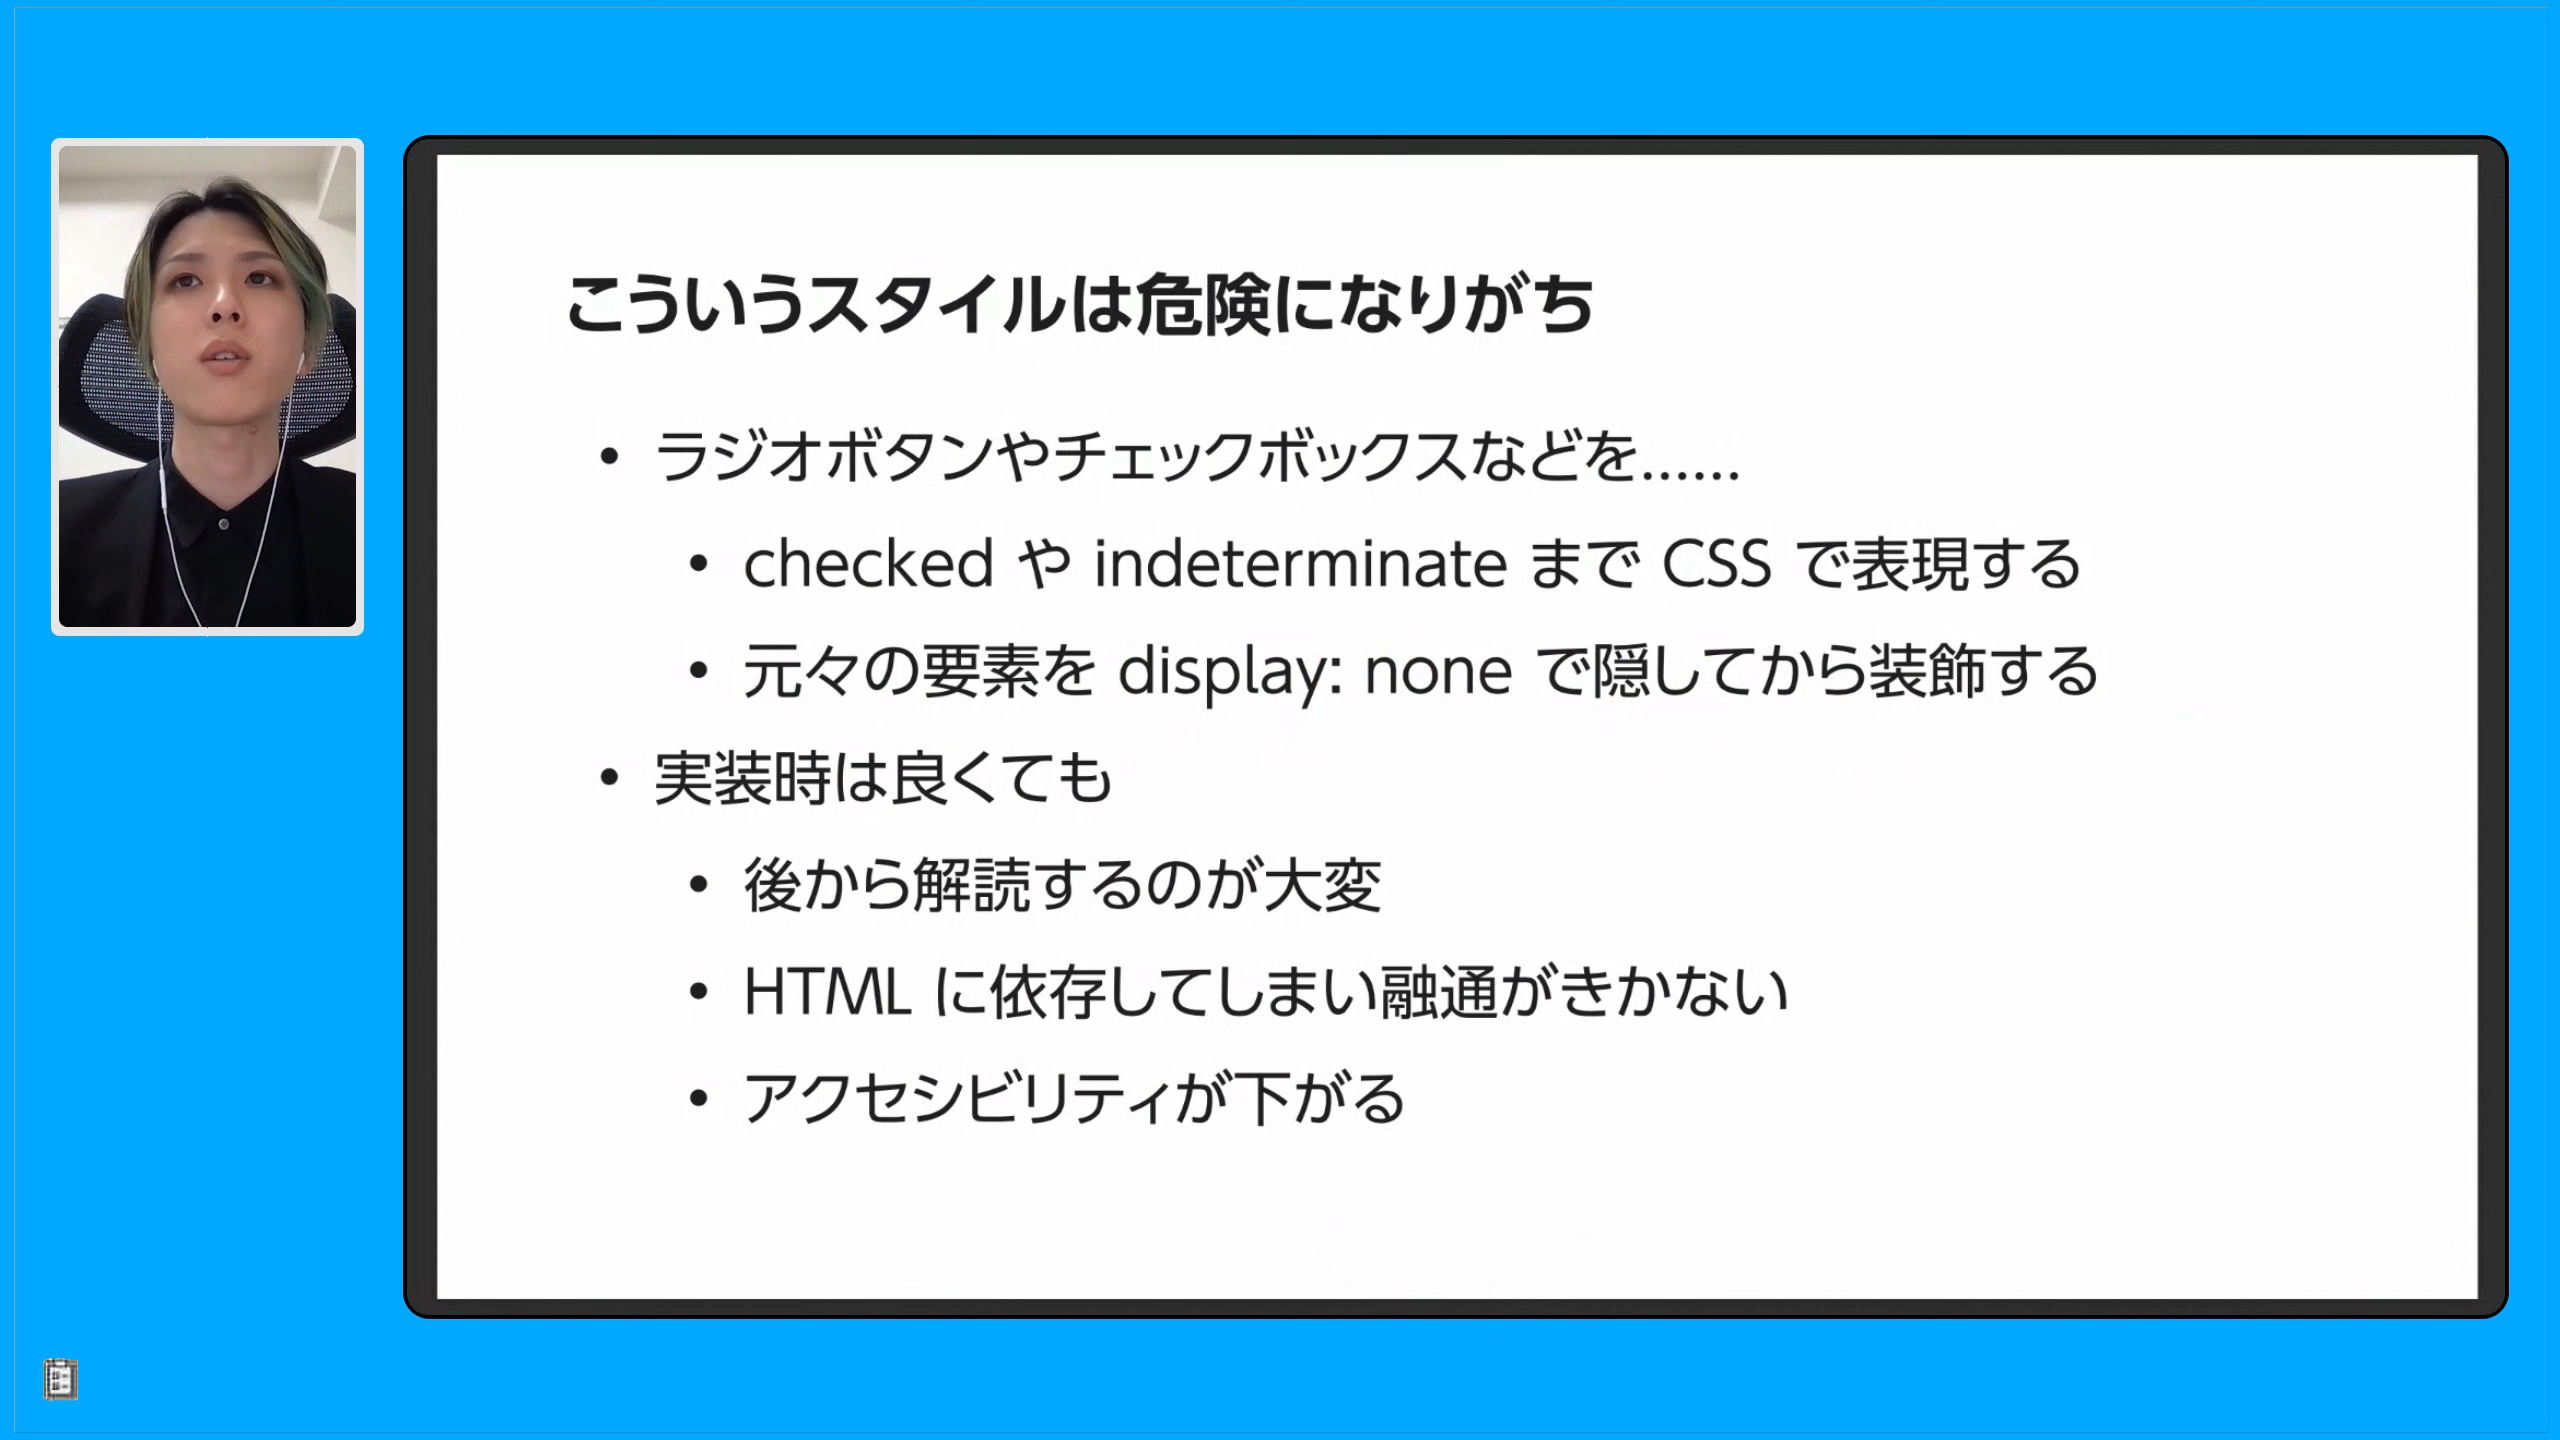 こういうスタイルは危険になりがち
• ラジオボタンやチェックボックスなどを......
• checked や indeterminate まで CSS で表現する
• 元々の要素を display: none で隠してから装飾する
• 実装時は良くても
• 後から解読するのが大変
• HTML に依存してしまい融通がきかない
• アクセシビリティが下がる